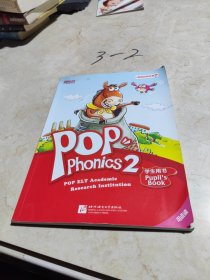 3-2
POP
Phonics 2
POP ELT Academic
Research Institution
学生用书
Pupil's
Book